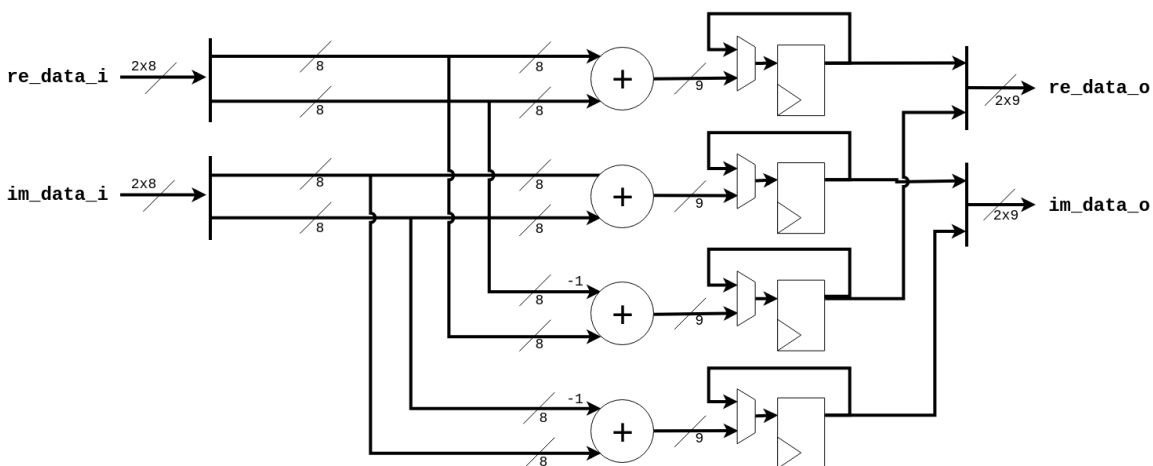 re_data_i
2x8
8
8
8
8
+
9
re_data_o
2x9
im_data_i
2x8
8
8
8
8
+
9
im_data_o
2x9
-1
8
8
+
9
-1
8
8
+
9